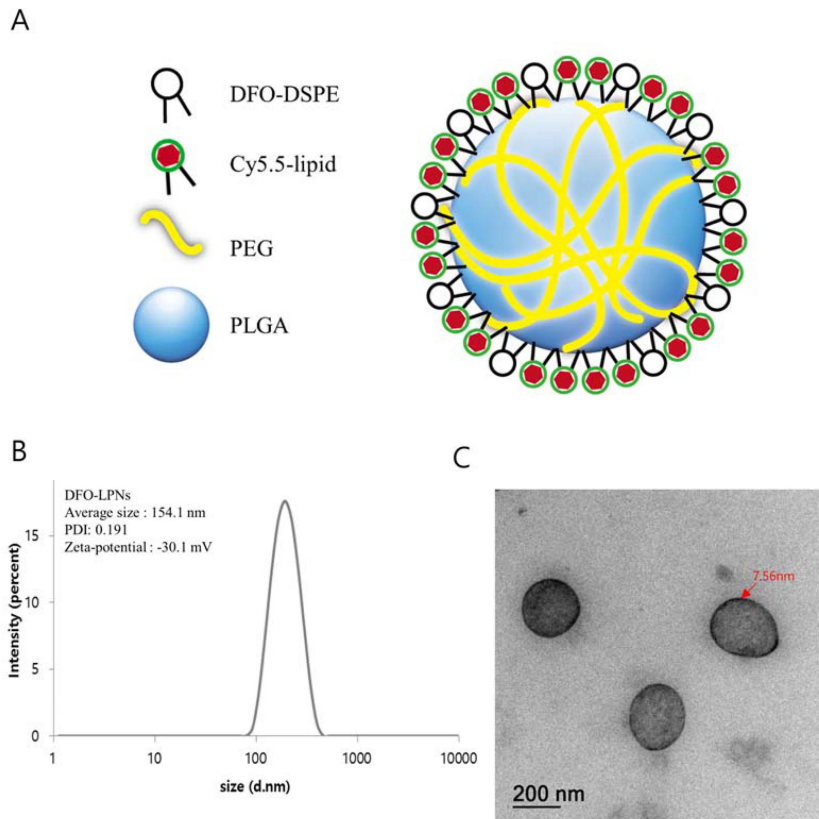 A
DFO-DSPE
Cy5.5-lipid
PEG
PLGA
B
DFO-LPNs
Average size : 154.1 nm
PDI: 0.191
Zeta-potential : -30.1 mV
15
10
5
0
Intensity (percent)
1
10
100
1000
10000
size (d.nm)
C
7.56nm
200 nm